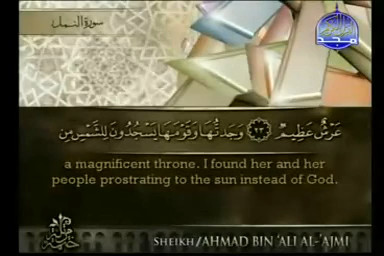 سورة النمل
المجد
عَرْشٌ عَظِيمٌ ٢٣ وَجَدتُّهَا وَقَوْمَهَا يَسْجُدُونَ لِلشَّمْسِ مِن
a magnificent throne. I found her and her
people prostrating to the sun instead of God.
SHEIKH/AHMAD BIN 'ALI AL-'AJMI